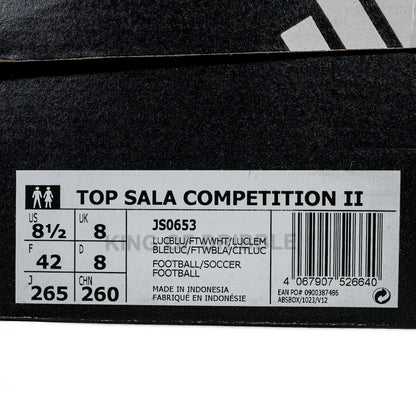 TOP SALA COMPETITION II
US UK
8½ 8
F D
42 8
J CHN
265 260
JS0653
LUCBLU/FTWWHT/LUCLEM
BLELUC/FTWBLA/CITLUC
FOOTBALL/SOCCER
FOOTBALL
MADE IN INDONESIA
FABRIQUÉ EN INDONÉSIE
4 067907 526640
EAN PO# 0900387486
ABSBOX/1023/V12